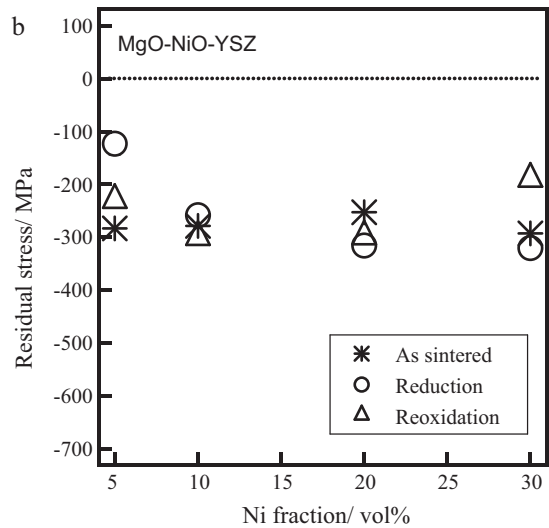 b
MgO-NiO-YSZ
100
0
-100
-200
-300
-400
-500
-600
-700
Residual stress/ MPa
As sintered
Reduction
Reoxidation
5 10 15 20 25 30
Ni fraction/ vol%